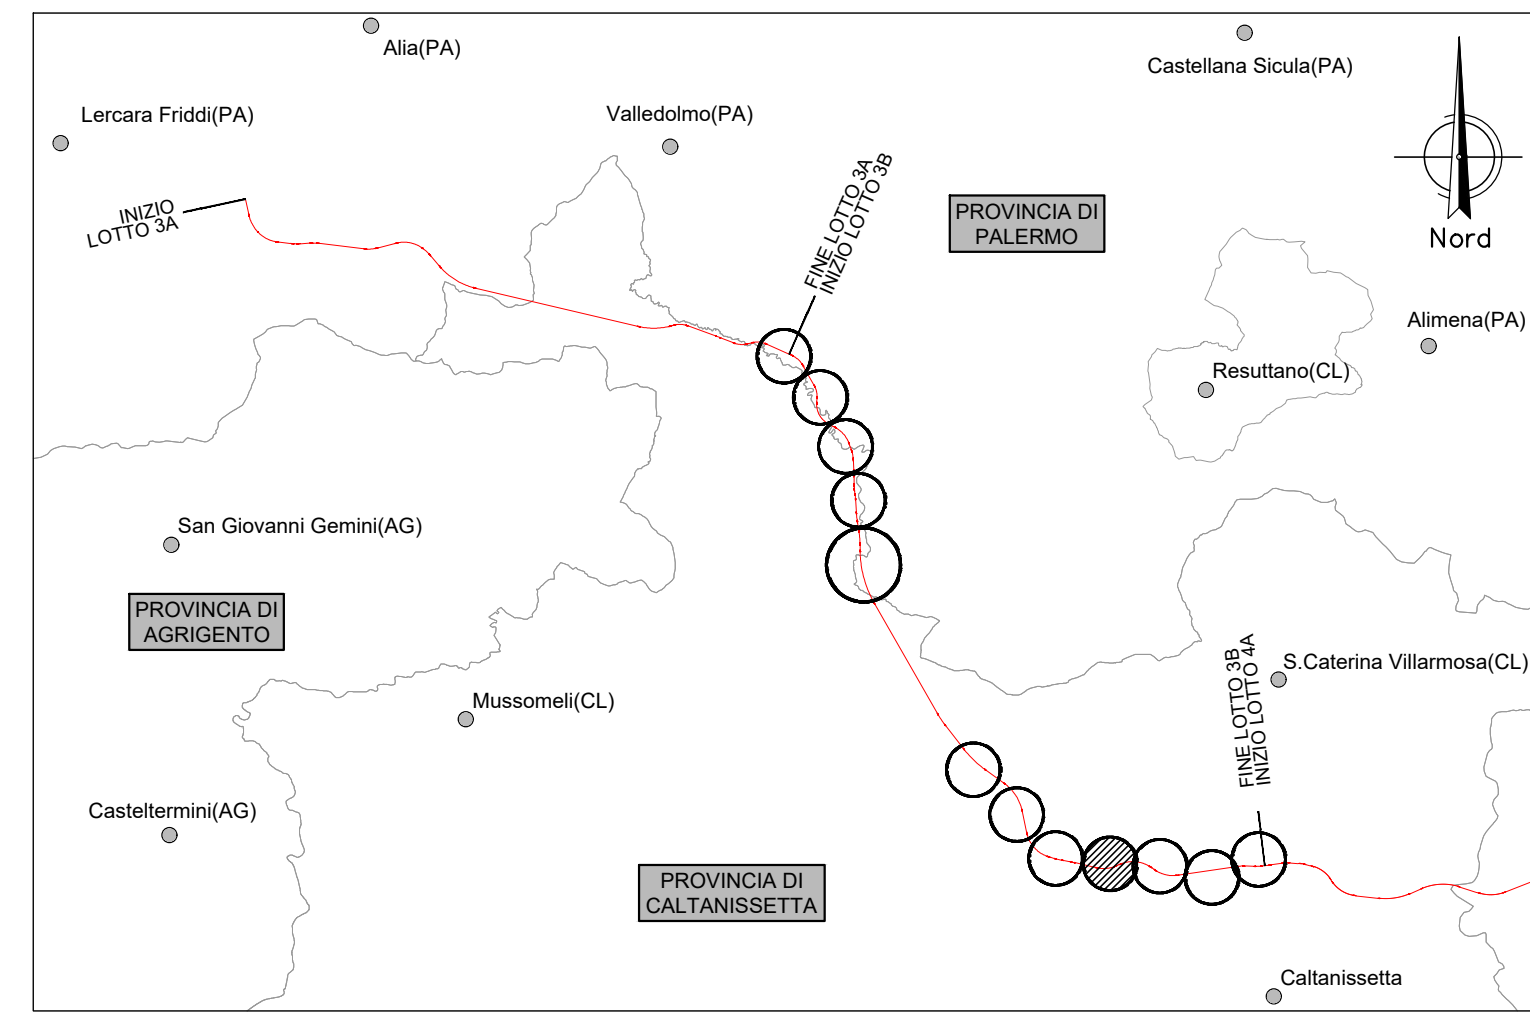 Alia(PA)
Castellana Sicula(PA)
Lercara Friddi(PA)
Valledolmo(PA)
INIZIO
LOTTO 3A
FINE LOTTO 3A
INIZIO LOTTO 3B
PROVINCIA DI
PALERMO
Nord
Alimena(PA)
Resuttano(CL)
San Giovanni Gemini(AG)
PROVINCIA DI
AGRIGENTO
FINE LOTTO 3B
INIZIO LOTTO 4A
S.Caterina Villarmosa(CL)
Mussomeli(CL)
Casteltermini(AG)
PROVINCIA DI
CALTANISSETTA
Caltanissetta